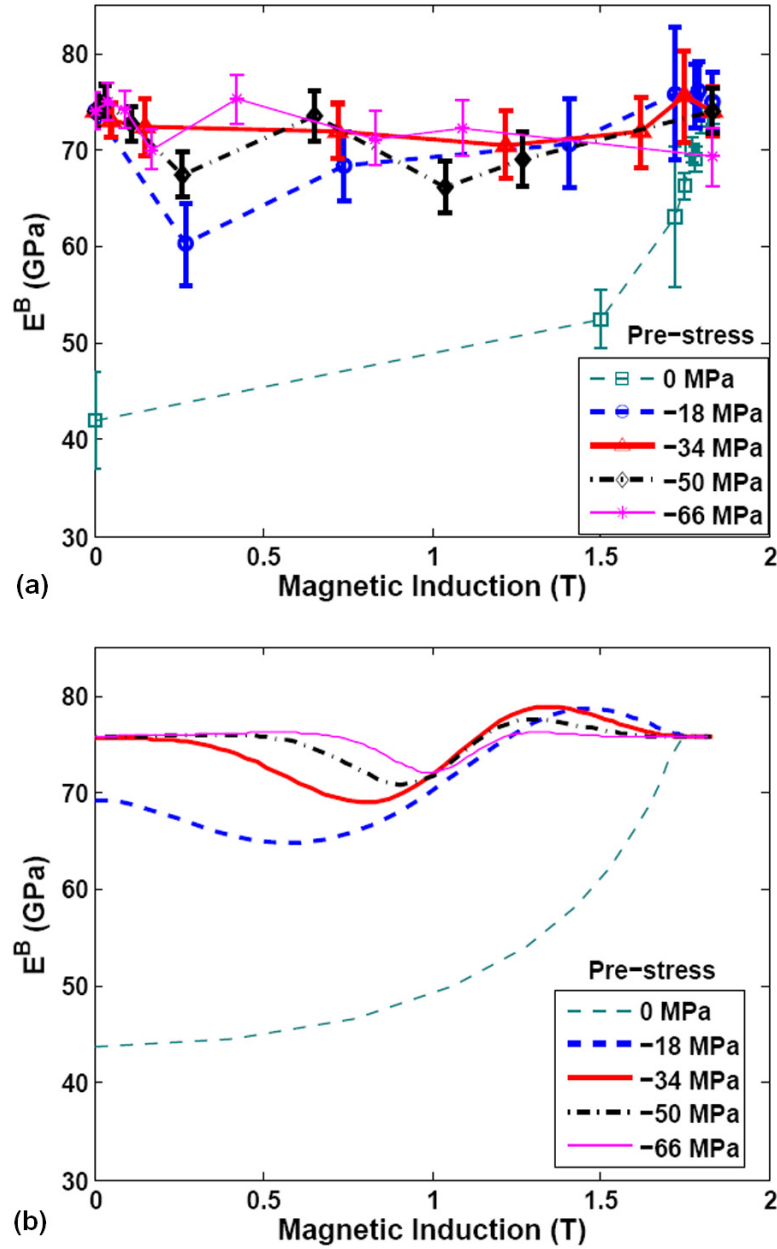 80
70
60
50
40
30
E^B (GPa)
Pre-stress
0 MPa
-18 MPa
-34 MPa
-50 MPa
-66 MPa
0
0.5
1
1.5
2
(a)
Magnetic Induction (T)
80
70
60
50
40
30
E^B (GPa)
Pre-stress
0 MPa
-18 MPa
-34 MPa
-50 MPa
-66 MPa
0
0.5
1
1.5
2
(b)
Magnetic Induction (T)